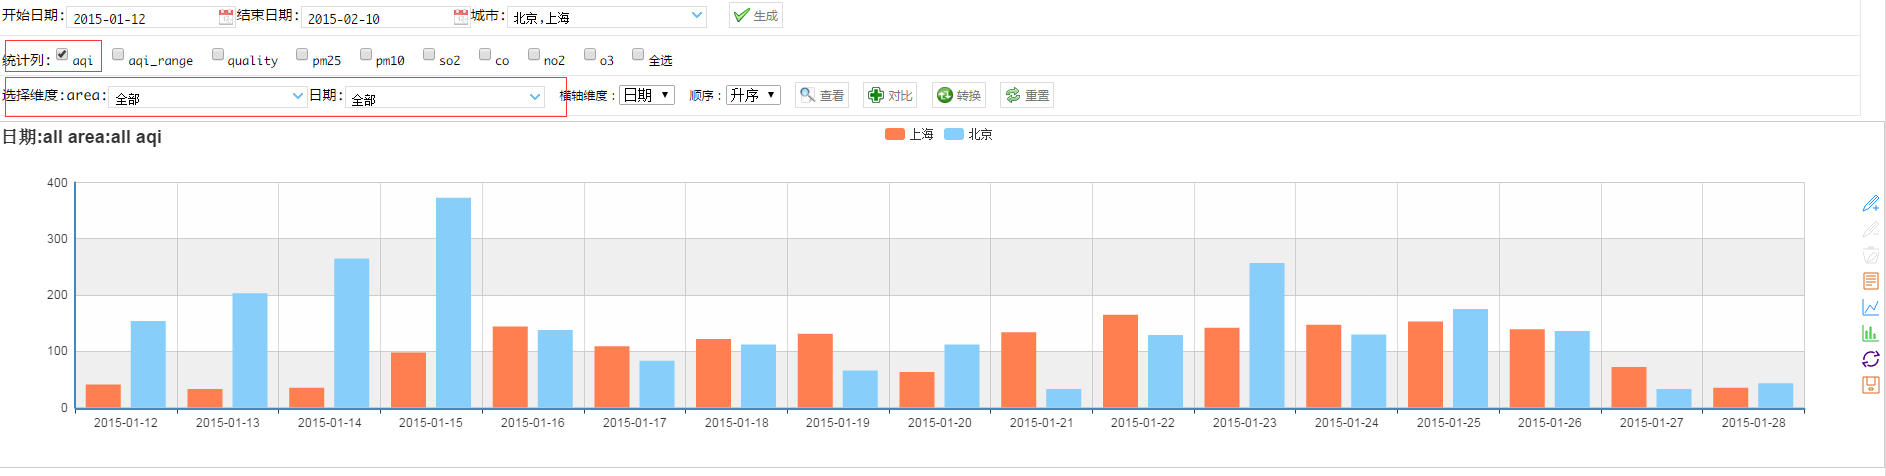 开始日期: 2015-01-12 结束日期: 2015-02-10 城市: 北京,上海 生成
统计列: aqi aqi_range quality pm25 pm10 so2 co no2 o3 全选
选择维度:area: 全部 日期: 全部 横轴维度： 日期 顺序： 升序 查看 对比 转换 重置
日期:all area:all aqi
上海 北京
400
300
200
100
0
2015-01-12 2015-01-13 2015-01-14 2015-01-15 2015-01-16 2015-01-17 2015-01-18 2015-01-19 2015-01-20 2015-01-21 2015-01-22 2015-01-23 2015-01-24 2015-01-25 2015-01-26 2015-01-27 2015-01-28